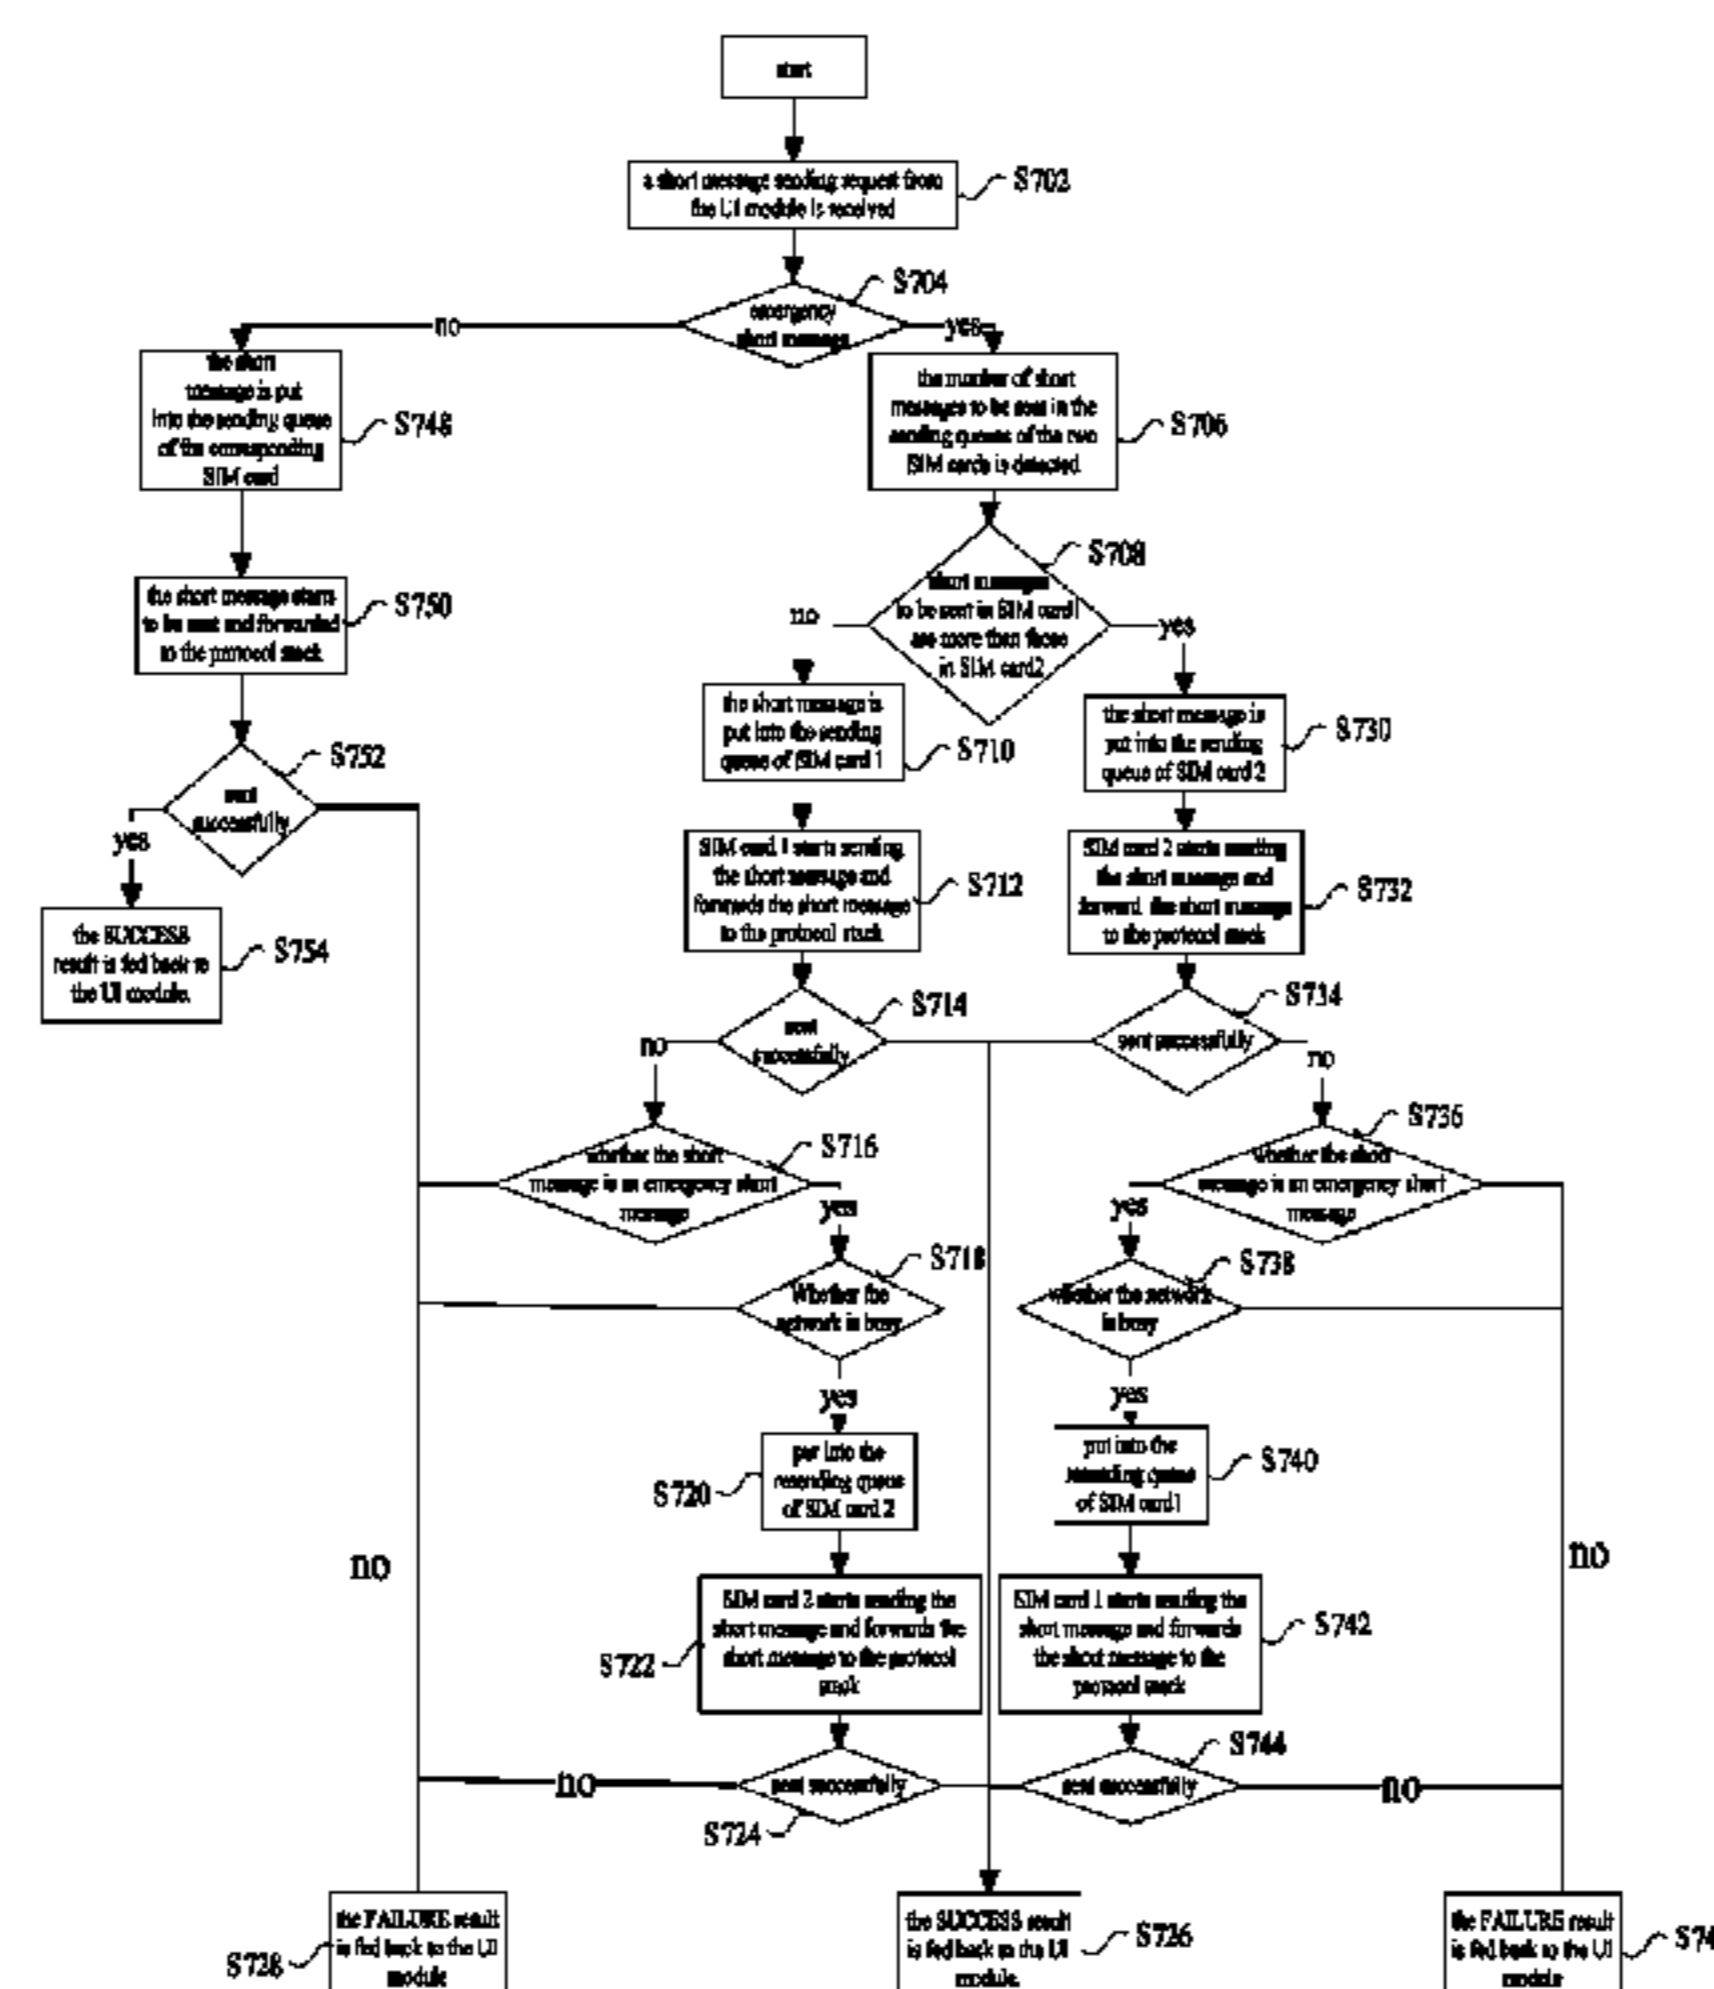 start
a short message sending request from
the UI module is received
S702
S704
emergency
short message
no
yes
the short
message is put
into the sending queue
of the corresponding
SIM card
S748
the number of short
messages to be sent in the
sending queues of the two
SIM cards is detected
S706
S708
short messages
to be sent in SIM card1
are more than those
in SIM card2
no
yes
the short message starts
to be sent and forwarded
to the protocol stack
S750
the short message is
put into the sending
queue of SIM card 1
S710
the short message is
put into the sending
queue of SIM card 2
S730
S752
sent
successfully
yes
SIM card 1 starts sending
the short message and
forwards the short message
to the protocol stack
S712
SIM card 2 starts sending
the short message and
forward the short message
to the protocol stack
S732
the SUCCESS
result is fed back to
the UI module.
S754
S714
sent
successfully
no
S734
sent successfully
no
S716
whether the short
message is an emergency short
message
yes
S736
whether the short
message is an emergency short
message
yes
S718
Whether the
network is busy
yes
S738
whether the network
is busy
yes
put into the
resending queue
of SIM card 2
S720
put into the
resending queue
of SIM card1
S740
no
no
SIM card 2 starts sending the
short message and forwards the
short message to the protocol
stack
S722
SIM card 1 starts sending the
short message and forwards
the short message to the
protocol stack
S742
no
sent successfully
S724
S744
sent successfully
no
the FAILURE result
is fed back to the UI
module
S728
the SUCCESS result
is fed back to the UI
module.
S726
the FAILURE result
is fed back to the UI
module